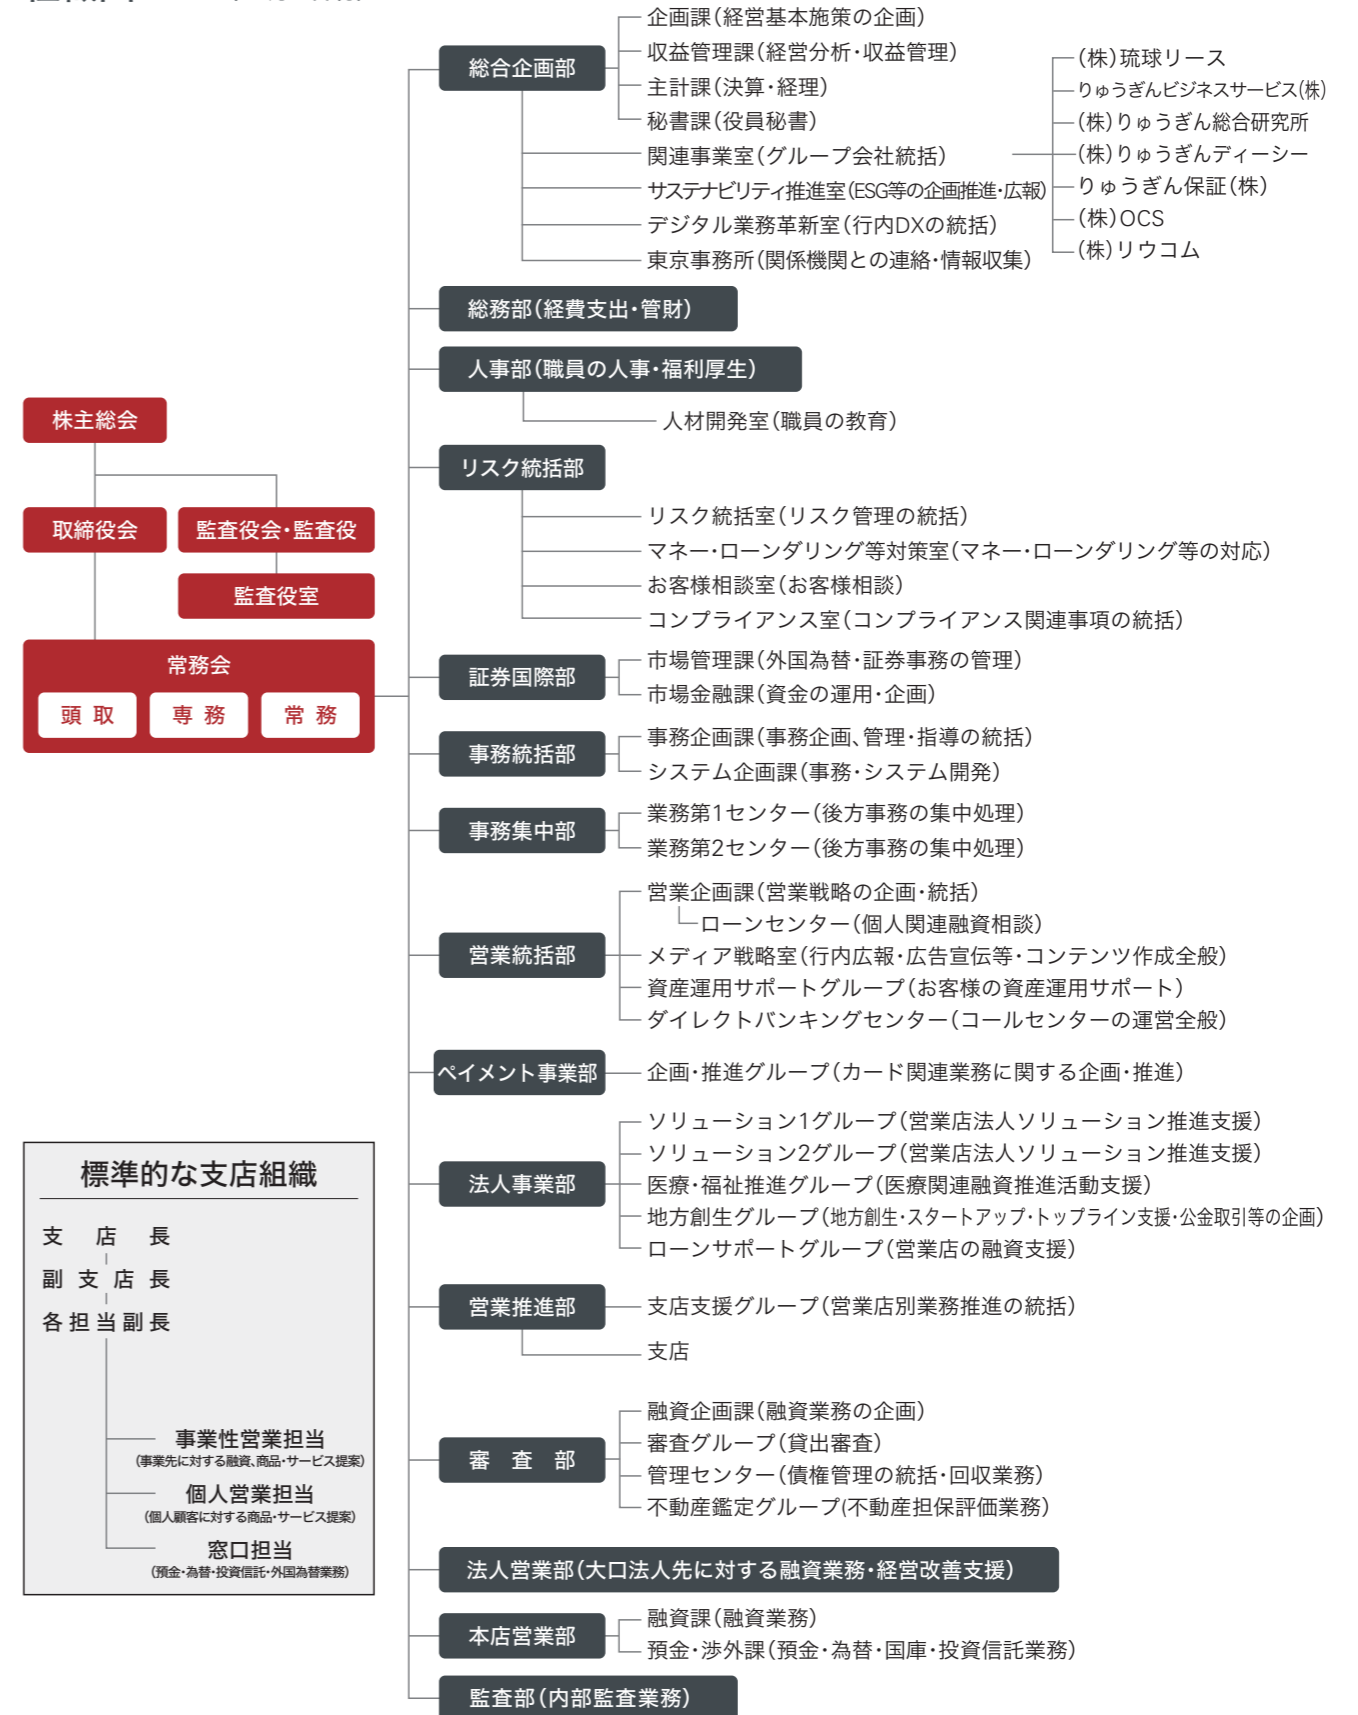 株主総会
取締役会
監査役会・監査役
監査役室
常務会
頭取
専務
常務
総合企画部
企画課（経営基本施策の企画）
収益管理課（経営分析・収益管理）
主計課（決算・経理）
秘書課（役員秘書）
関連事業室（グループ会社統括）
(株)琉球リース
りゅうぎんビジネスサービス(株)
(株)りゅうぎん総合研究所
(株)りゅうぎんディーシー
りゅうぎん保証(株)
(株)OCS
(株)リウコム
サステナビリティ推進室（ESG等の企画推進・広報）
デジタル業務革新室（行内DXの統括）
東京事務所（関係機関との連絡・情報収集）
総務部（経費支出・管財）
人事部（職員の人事・福利厚生）
人材開発室（職員の教育）
リスク統括部
リスク統括室（リスク管理の統括）
マネー・ローンダリング等対策室（マネー・ローンダリング等の対応）
お客様相談室（お客様相談）
コンプライアンス室（コンプライアンス関連事項の統括）
証券国際部
市場管理課（外国為替・証券事務の管理）
市場金融課（資金の運用・企画）
事務統括部
事務企画課（事務企画、管理・指導の統括）
システム企画課（事務・システム開発）
事務集中部
業務第1センター（後方事務の集中処理）
業務第2センター（後方事務の集中処理）
営業統括部
営業企画課（営業戦略の企画・統括）
ローンセンター（個人関連融資相談）
メディア戦略室（行内広報・広告宣伝等・コンテンツ作成全般）
資産運用サポートグループ（お客様の資産運用サポート）
ダイレクトバンキングセンター（コールセンターの運営全般）
ペイメント事業部
企画・推進グループ（カード関連業務に関する企画・推進）
法人事業部
ソリューション1グループ（営業店法人ソリューション推進支援）
ソリューション2グループ（営業店法人ソリューション推進支援）
医療・福祉推進グループ（医療関連融資推進活動支援）
地方創生グループ（地方創生・スタートアップ・トップライン支援・公金取引等の企画）
ローンサポートグループ（営業店の融資支援）
営業推進部
支店支援グループ（営業店別業務推進の統括）
支店
審査部
融資企画課（融資業務の企画）
審査グループ（貸出審査）
管理センター（債権管理の統括・回収業務）
不動産鑑定グループ(不動産担保評価業務）
法人営業部（大口法人先に対する融資業務・経営改善支援）
本店営業部
融資課（融資業務）
預金・渉外課（預金・為替・国庫・投資信託業務）
監査部（内部監査業務）
標準的な支店組織
支店長
副支店長
各担当副長
事業性営業担当
（事業先に対する融資、商品・サービス提案）
個人営業担当
（個人顧客に対する商品・サービス提案）
窓口担当
（預金・為替・投資信託・外国為替業務）